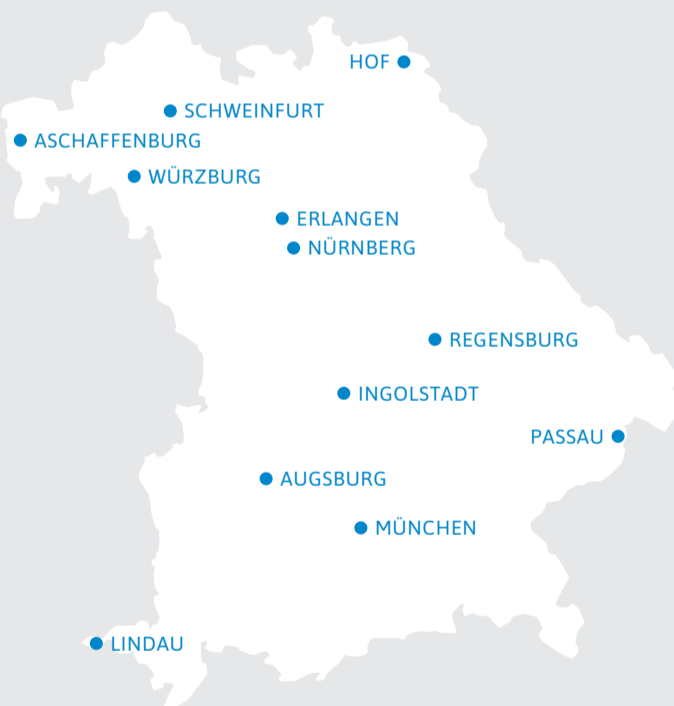 HOF
SCHWEINFURT
ASCHAFFENBURG
WÜRZBURG
ERLANGEN
NÜRNBERG
REGENSBURG
INGOLSTADT
PASSAU
AUGSBURG
MÜNCHEN
LINDAU